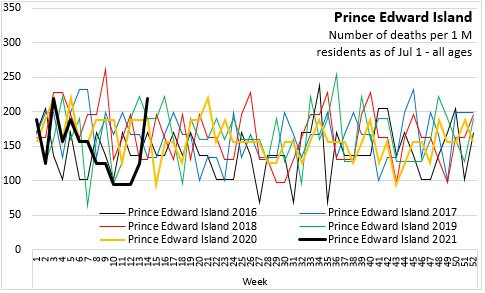 Prince Edward Island
Number of deaths per 1 M
residents as of Jul 1 - all ages
350
300
250
200
150
100
50
0
Prince Edward Island 2016
Prince Edward Island 2017
Prince Edward Island 2018
Prince Edward Island 2019
Prince Edward Island 2020
Prince Edward Island 2021
1 2 3 4 5 6 7 8 9 10 11 12 13 14 15 16 17 18 19 20 21 22 23 24 25 26 27 28 29 30 31 32 33 34 35 36 37 38 39 40 41 42 43 44 45 46 47 48 49 50 51 52
Week